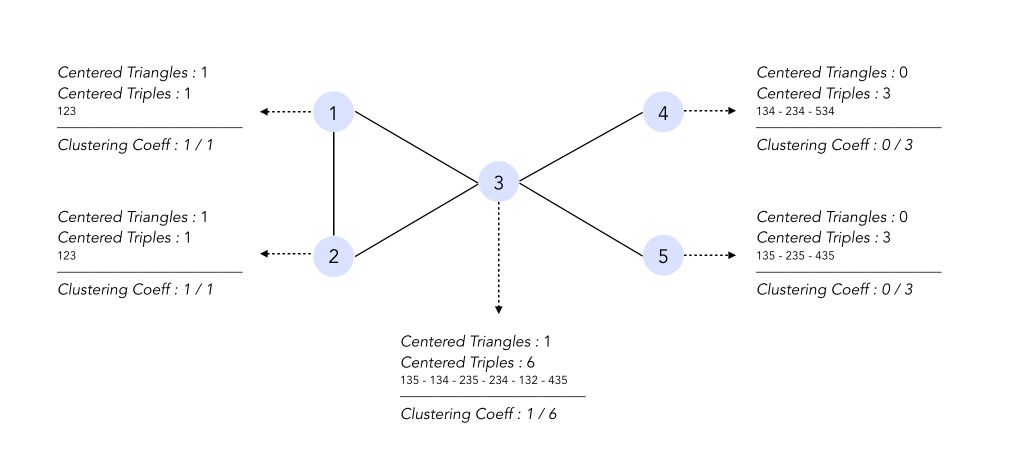 Centered Triangles : 1
Centered Triples : 1
123
Clustering Coeff : 1 / 1
1
4
Centered Triangles : 0
Centered Triples : 3
134 - 234 - 534
Clustering Coeff : 0 / 3
3
Centered Triangles : 1
Centered Triples : 1
123
Clustering Coeff : 1 / 1
2
5
Centered Triangles : 0
Centered Triples : 3
135 - 235 - 435
Clustering Coeff : 0 / 3
Centered Triangles : 1
Centered Triples : 6
135 - 134 - 235 - 234 - 132 - 435
Clustering Coeff : 1 / 6